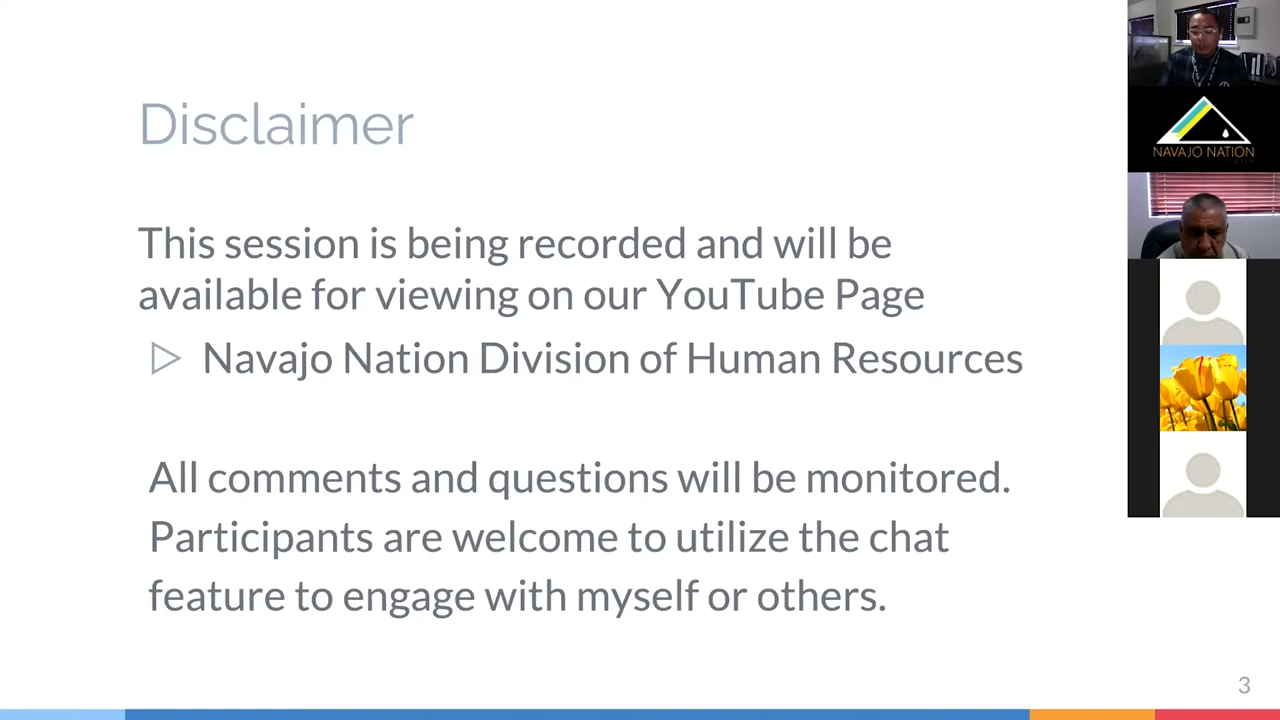 Disclaimer
This session is being recorded and will be
available for viewing on our YouTube Page
Navajo Nation Division of Human Resources
All comments and questions will be monitored.
Participants are welcome to utilize the chat
feature to engage with myself or others.
NAVAJO NATION
3